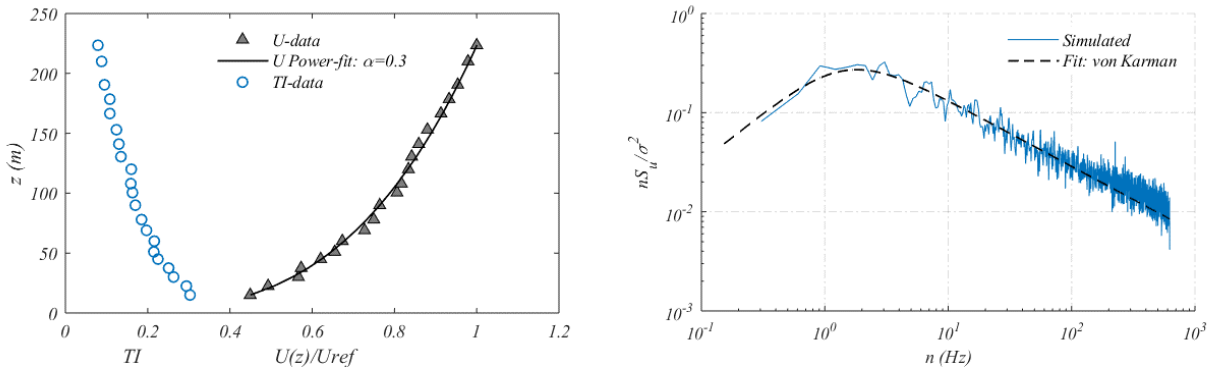 250
200
150
100
50
0
z (m)
U-data
U Power-fit: α=0.3
TI-data
0 0.2 0.4 0.6 0.8 1 1.2
TI U(z)/Uref
10^0
10^-1
10^-2
10^-3
nS_u/σ^2
Simulated
Fit: von Karman
10^-1 10^0 10^1 10^2 10^3
n (Hz)